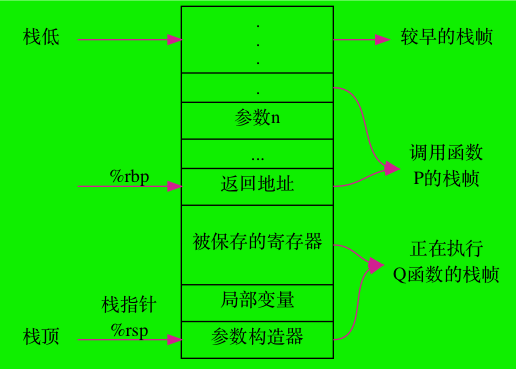 栈低
.
.
.
较早的栈帧
.
参数n
...
调用函数
P的栈帧
%rbp
返回地址
被保存的寄存器
正在执行
Q函数的栈帧
局部变量
栈指针
%rsp
栈顶
参数构造器